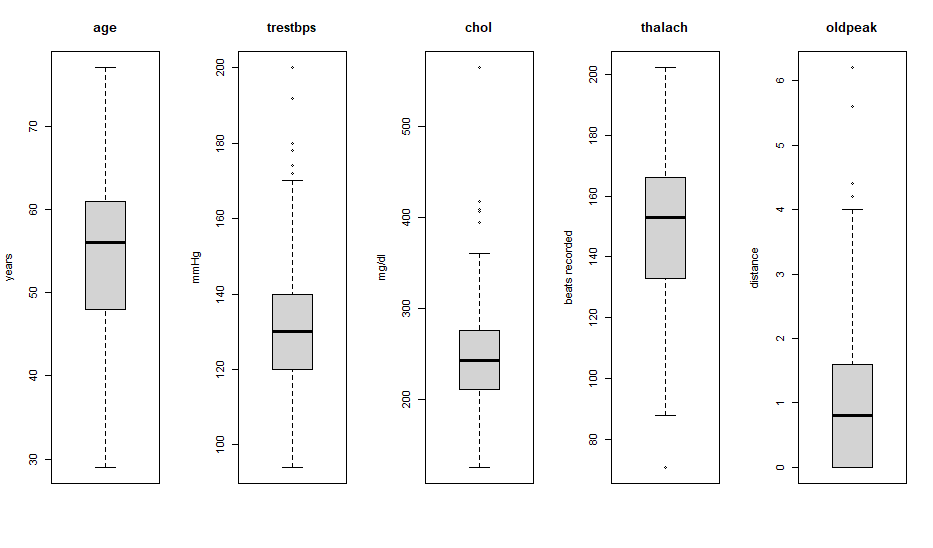 age
trestbps
chol
thalach
oldpeak
years
30
40
50
60
70
mmHg
100
120
140
160
180
200
mg/dl
200
300
400
500
beats recorded
80
100
120
140
160
180
200
distance
0
1
2
3
4
5
6